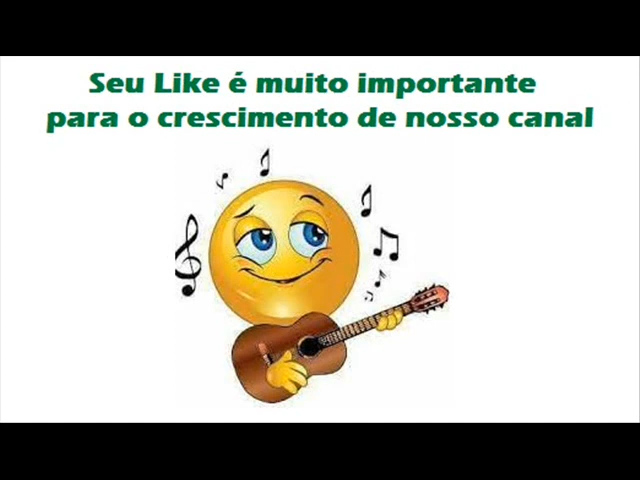 Seu Like é muito importante
para o crescimento de nosso canal